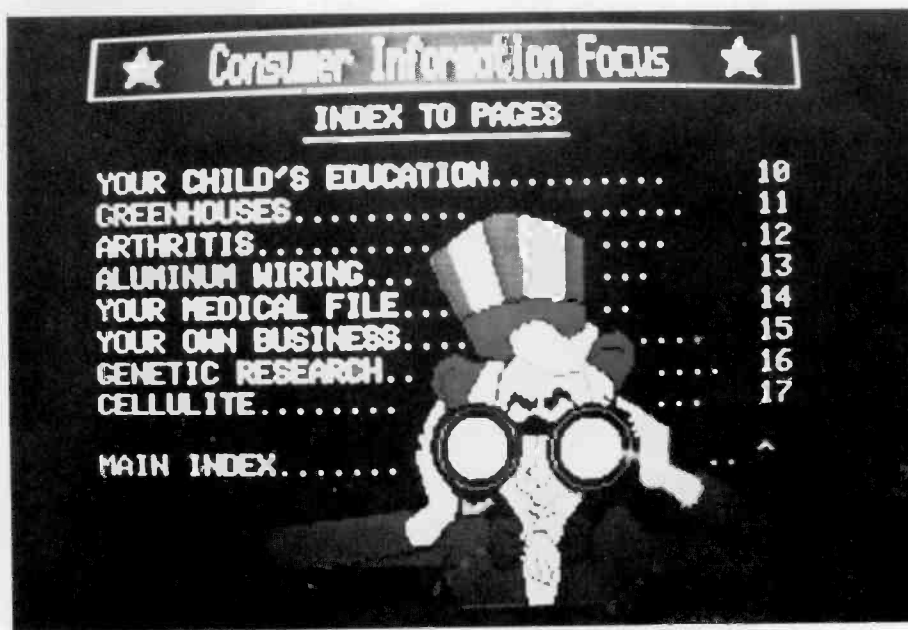 ★ Consumer Information Focus ★
INDEX TO PAGES
YOUR CHILD'S EDUCATION.......... 10
GREENHOUSES.......... ...... 11
ARTHRITIS.......... .... 12
ALUMINUM WIRING... ... 13
YOUR MEDICAL FILE... .. 14
YOUR OWN BUSINESS.... .... 15
GENETIC RESEARCH.. .... 16
CELLULITE........ ... 17
MAIN INDEX....... .. ^